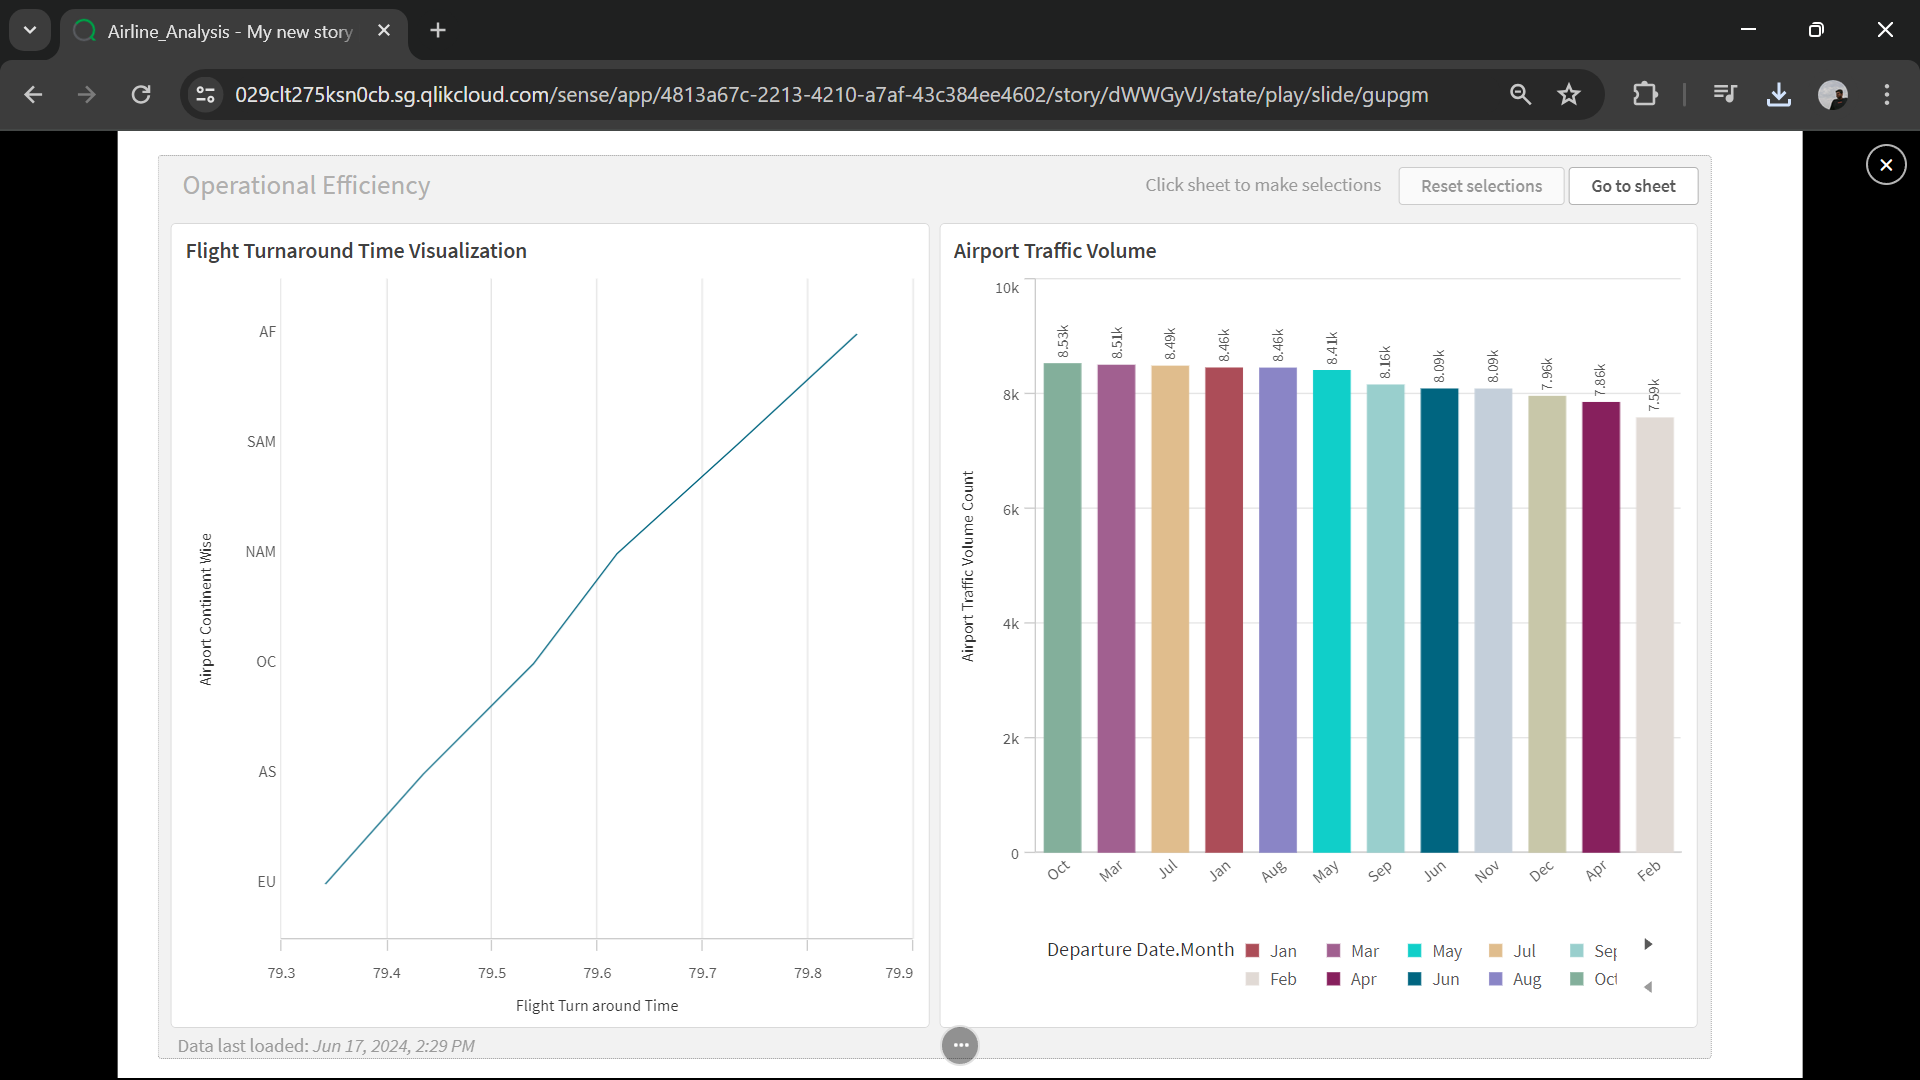 Airline_Analysis - My new story
029clt275ksn0cb.sg.qlikcloud.com/sense/app/4813a67c-2213-4210-a7af-43c384ee4602/story/dWWGyVJ/state/play/slide/gupgm
Operational Efficiency
Click sheet to make selections
Reset selections
Go to sheet
Flight Turnaround Time Visualization
Airport Continent Wise
AF
SAM
NAM
OC
AS
EU
79.3 79.4 79.5 79.6 79.7 79.8 79.9
Flight Turn around Time
Airport Traffic Volume
Airport Traffic Volume Count
10k
8k
6k
4k
2k
0
8.53k 8.51k 8.49k 8.46k 8.46k 8.41k 8.16k 8.09k 8.09k 7.96k 7.86k 7.59k
Oct Mar Jul Jan Aug May Sep Jun Nov Dec Apr Feb
Departure Date.Month
Jan Mar May Jul Sep
Feb Apr Jun Aug Oct
Data last loaded: Jun 17, 2024, 2:29 PM